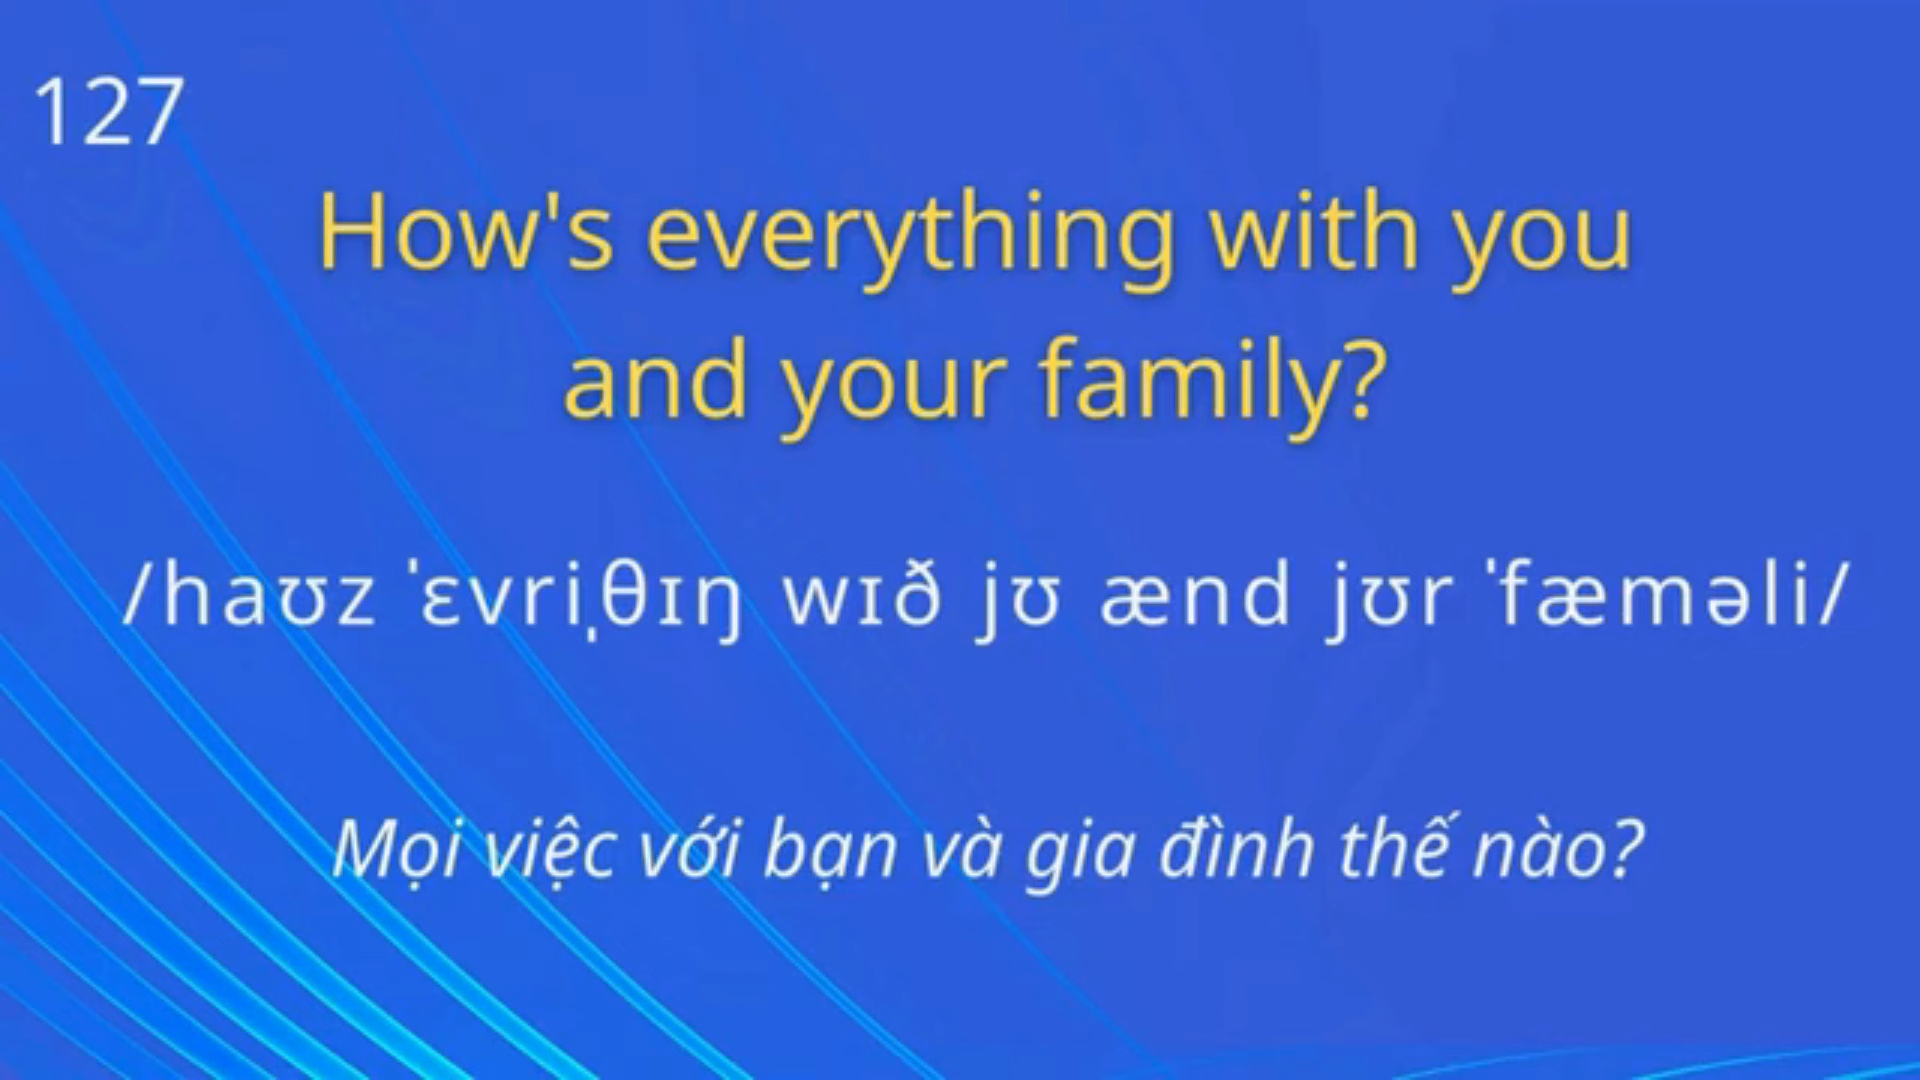 127
How's everything with you
and your family?
/haʊz ˈɛvriˌθɪŋ wɪð jʊ ænd jʊr ˈfæməli/
Mọi việc với bạn và gia đình thế nào?